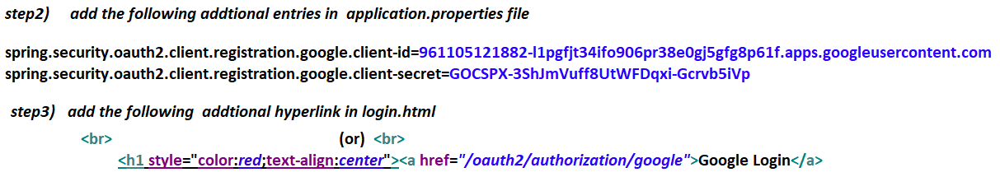 step2) add the following addtional entries in application.properties file
spring.security.oauth2.client.registration.google.client-id=961105121882-l1pgfjt34ifo906pr38e0gj5gfg8p61f.apps.googleusercontent.com
spring.security.oauth2.client.registration.google.client-secret=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
step3) add the following addtional hyperlink in login.html
<br> (or) <br>
<h1 style="color:red;text-align:center"><a href="/oauth2/authorization/google">Google Login</a>